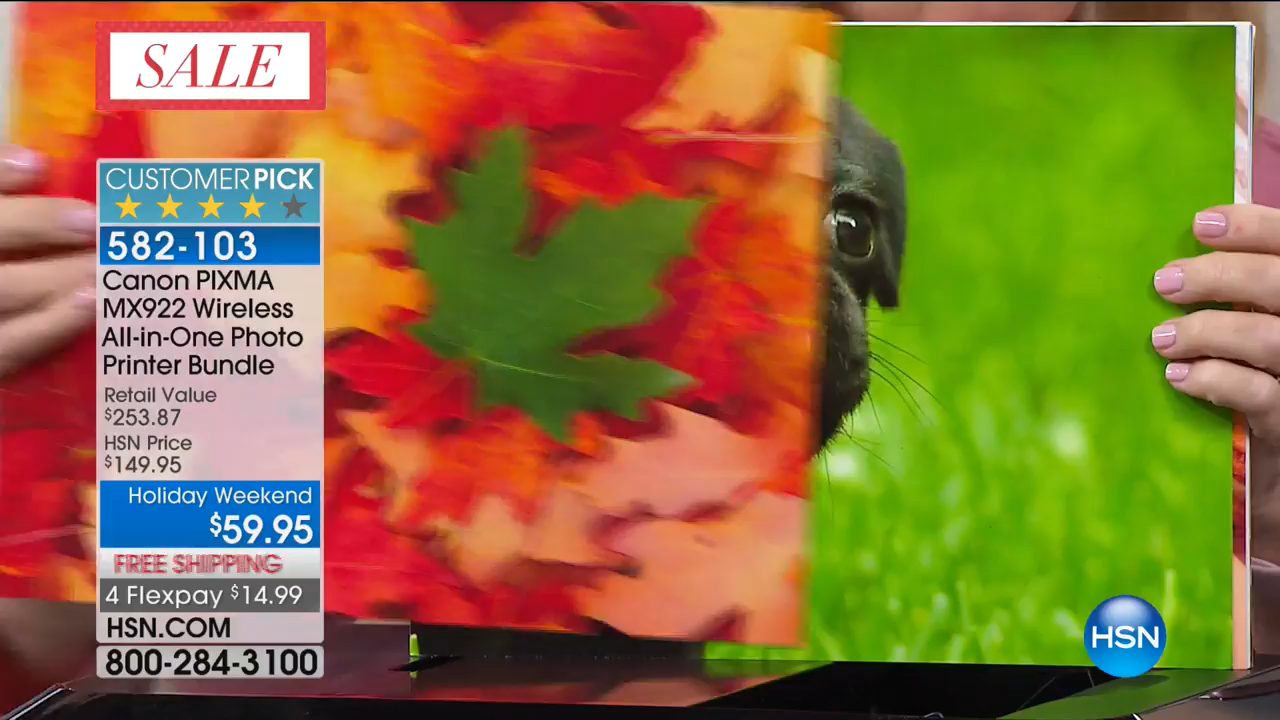 SALE
CUSTOMER PICK
582-103
Canon PIXMA
MX922 Wireless
All-in-One Photo
Printer Bundle
Retail Value
$253.87
HSN Price
$149.95
Holiday Weekend
$59.95
FREE SHIPPING
4 Flexpay $14.99
HSN.COM
800-284-3100
HSN